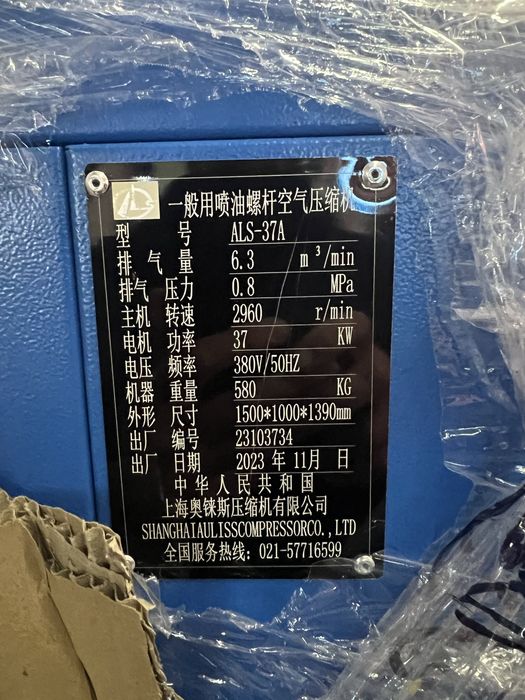 一般用喷油螺杆空气压缩机
型号 ALS-37A
排气量 6.3 m³/min
排气压力 0.8 MPa
主机转速 2960 r/min
电机功率 37 KW
电压频率 380V/50HZ
机器重量 580 KG
外形尺寸 1500*1000*1390mm
出厂编号 23103734
出厂日期 2023年11月 日
中华人民共和国
上海奥铼斯压缩机有限公司
SHANGHAIAULISSCOMPRESSORCO.,LTD
全国服务热线: 021-57716599